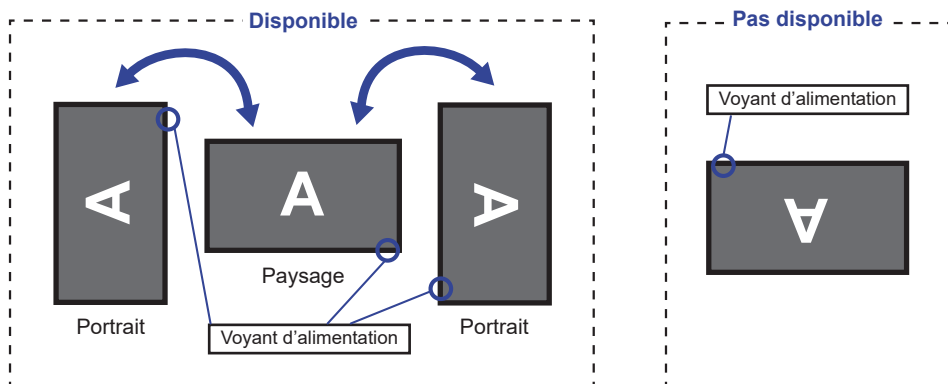 Disponible
Pas disponible
A
A
A
Paysage
Portrait
Voyant d’alimentation
Portrait
Voyant d’alimentation
A